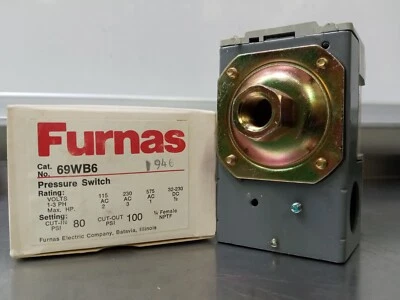 Furnas
Cat. No. 69WB6 1946
Pressure Switch
Rating: 115 230 575 32-230
VOLTS AC AC AC DC
1-3 PH
Max. HP. 2 3 1 ½
Setting: CUT-IN PSI 80 CUT-OUT PSI 100 ¼ Female NPTF
Furnas Electric Company, Batavia, Illinois